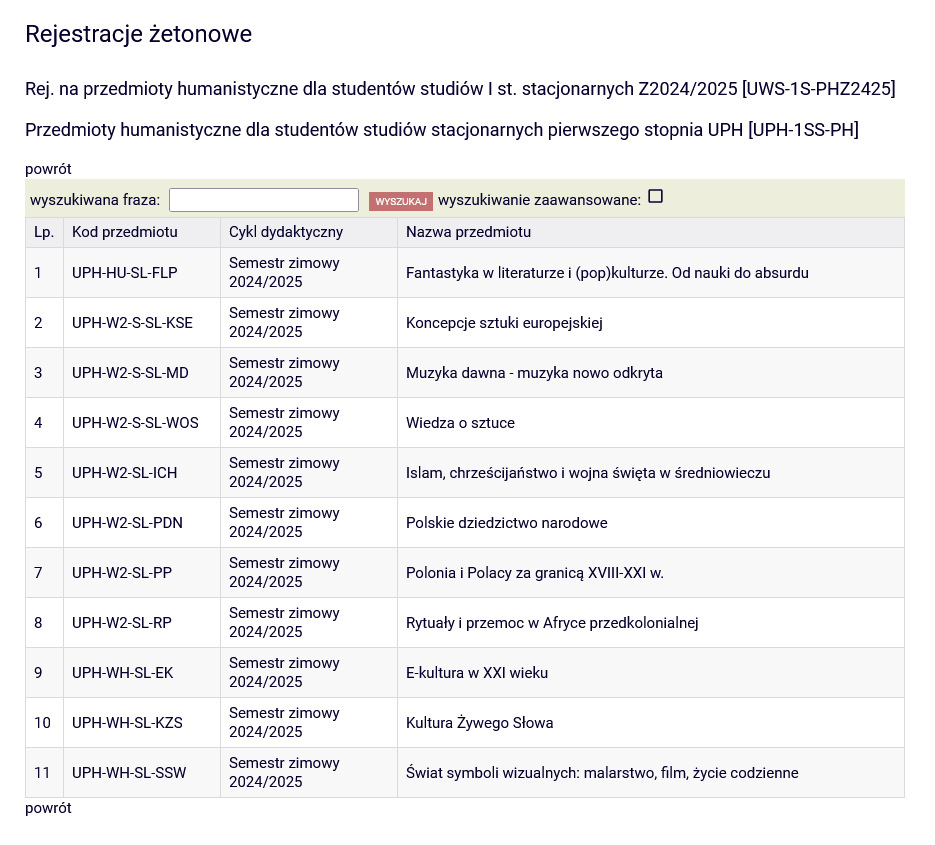 Rejestracje żetonowe
Rej. na przedmioty humanistyczne dla studentów studiów I st. stacjonarnych Z2024/2025 [UWS-1S-PHZ2425]
Przedmioty humanistyczne dla studentów studiów stacjonarnych pierwszego stopnia UPH [UPH-1SS-PH]
powrót
wyszukiwana fraza: WYSZUKAJ wyszukiwanie zaawansowane:
Lp. Kod przedmiotu Cykl dydaktyczny Nazwa przedmiotu
1 UPH-HU-SL-FLP Semestr zimowy 2024/2025 Fantastyka w literaturze i (pop)kulturze. Od nauki do absurdu
2 UPH-W2-S-SL-KSE Semestr zimowy 2024/2025 Koncepcje sztuki europejskiej
3 UPH-W2-S-SL-MD Semestr zimowy 2024/2025 Muzyka dawna - muzyka nowo odkryta
4 UPH-W2-S-SL-WOS Semestr zimowy 2024/2025 Wiedza o sztuce
5 UPH-W2-SL-ICH Semestr zimowy 2024/2025 Islam, chrześcijaństwo i wojna święta w średniowieczu
6 UPH-W2-SL-PDN Semestr zimowy 2024/2025 Polskie dziedzictwo narodowe
7 UPH-W2-SL-PP Semestr zimowy 2024/2025 Polonia i Polacy za granicą XVIII-XXI w.
8 UPH-W2-SL-RP Semestr zimowy 2024/2025 Rytuały i przemoc w Afryce przedkolonialnej
9 UPH-WH-SL-EK Semestr zimowy 2024/2025 E-kultura w XXI wieku
10 UPH-WH-SL-KZS Semestr zimowy 2024/2025 Kultura Żywego Słowa
11 UPH-WH-SL-SSW Semestr zimowy 2024/2025 Świat symboli wizualnych: malarstwo, film, życie codzienne
powrót